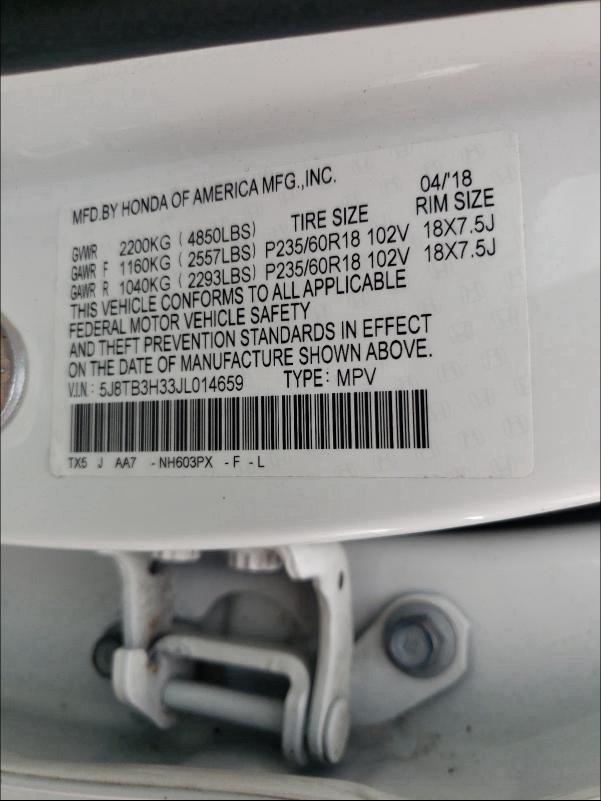 MFD.BY HONDA OF AMERICA MFG.,INC. 04/'18
TIRE SIZE RIM SIZE
GVWR 2200KG (4850LBS)
GAWR F 1160KG (2557LBS) P235/60R18 102V 18X7.5J
GAWR R 1040KG (2293LBS) P235/60R18 102V 18X7.5J
THIS VEHICLE CONFORMS TO ALL APPLICABLE
FEDERAL MOTOR VEHICLE SAFETY
AND THEFT PREVENTION STANDARDS IN EFFECT
ON THE DATE OF MANUFACTURE SHOWN ABOVE.
V.I.N: 5J8TB3H33JL014659 TYPE: MPV
TX5 J AA7 -NH603PX -F -L